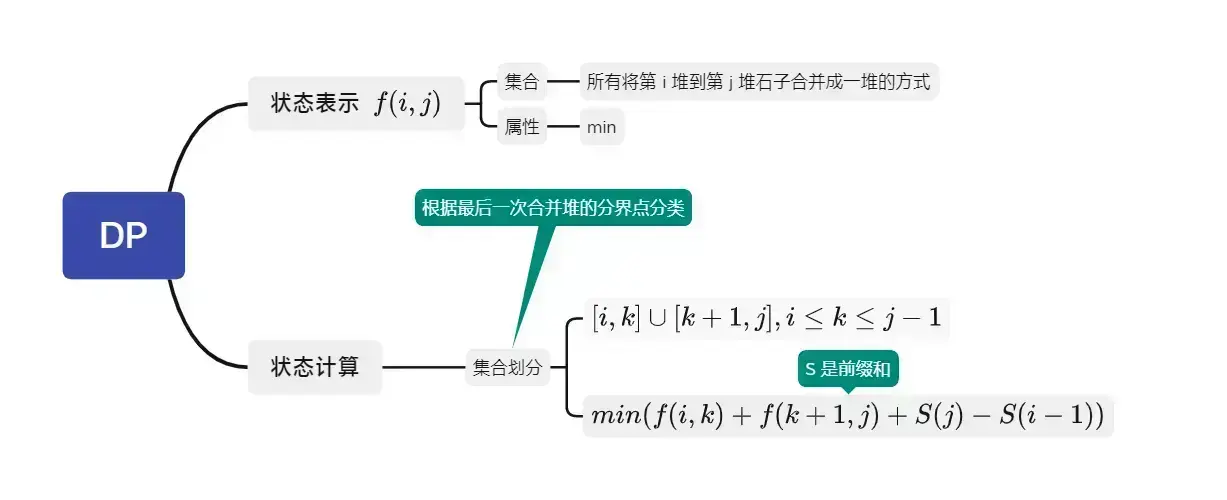 DP
状态表示 f(i, j)
集合
所有将第 i 堆到第 j 堆石子合并成一堆的方式
属性
min
状态计算
根据最后一次合并堆的分界点分类
集合划分
[i, k] ∪ [k + 1, j], i ≤ k ≤ j − 1
S 是前缀和
min(f(i, k) + f(k + 1, j) + S(j) − S(i − 1))